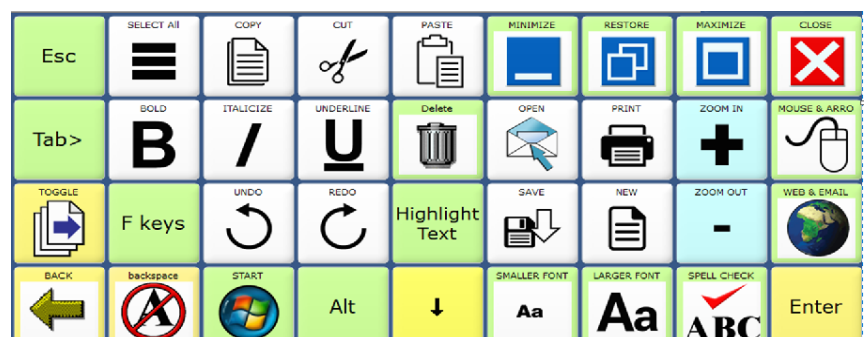 Esc
SELECT All
COPY
CUT
PASTE
MINIMIZE
RESTORE
MAXIMIZE
CLOSE
Tab>
BOLD
B
ITALICIZE
I
UNDERLINE
U
Delete
OPEN
PRINT
ZOOM IN
+
MOUSE & ARRO
TOGGLE
F keys
UNDO
REDO
Highlight
Text
SAVE
NEW
ZOOM OUT
-
WEB & EMAIL
BACK
backspace
A
START
Alt
↓
SMALLER FONT
Aa
LARGER FONT
Aa
SPELL CHECK
ABC
Enter